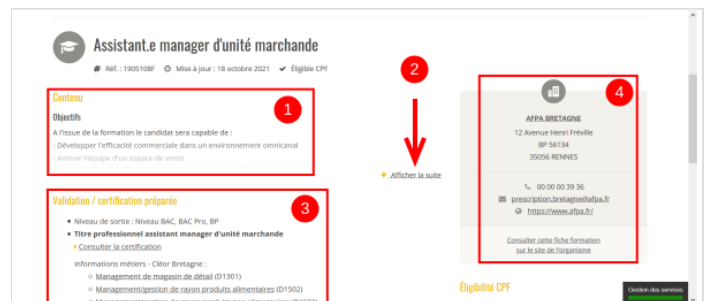 Assistant.e manager d'unité marchande
# Réf. : 1905108F Mise à jour : 18 octobre 2021 ✔ Éligible CPF
Contenu
1
Objectifs
A l'issue de la formation le candidat sera capable de :
- Développer l'efficacité commerciale dans un environnement omnicanal
- Animer l'équipe d'un espace de vente
2
+ Afficher la suite
Validation / certification préparée
3
Niveau de sortie : Niveau BAC, BAC Pro, BP
Titre professionnel assistant manager d'unité marchande
Consulter la certification
Informations métiers - Cléor Bretagne :
Management de magasin de détail (D1301)
Management/gestion de rayon produits alimentaires (D1502)
4
AFPA BRETAGNE
12 Avenue Henri Fréville
BP 56134
35056 RENNES
00 00 00 39 36
prescription.bretagne@afpa.fr
https://www.afpa.fr/
Consulter cette fiche formation
sur le site de l'organisme
Éligibilité CPF
Gestion des services